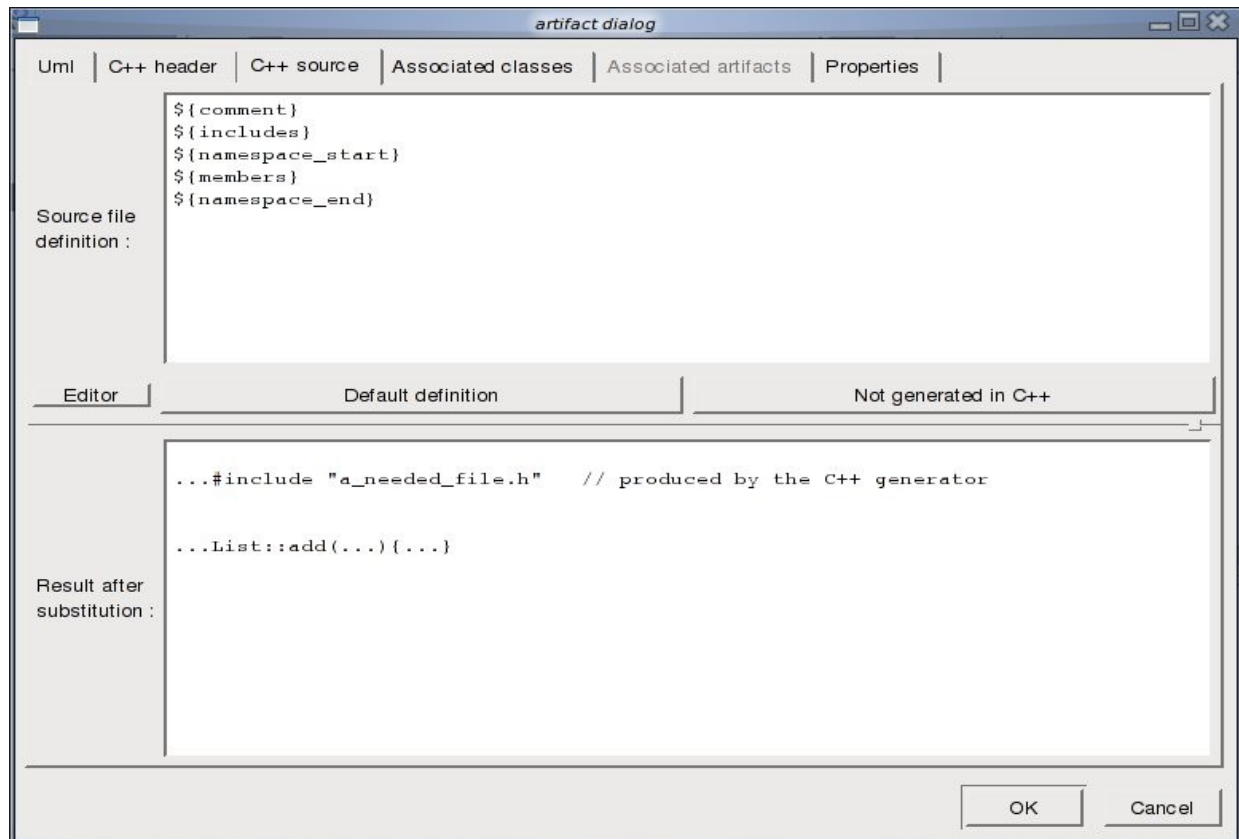 artifact dialog
Uml C++ header C++ source Associated classes Associated artifacts Properties
${comment}
${includes}
${namespace_start}
${members}
${namespace_end}
Source file
definition :
Editor Default definition Not generated in C++
...#include "a_needed_file.h" // produced by the C++ generator
...List::add(...){...}
Result after
substitution :
OK Cancel